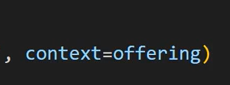 , context=offering)